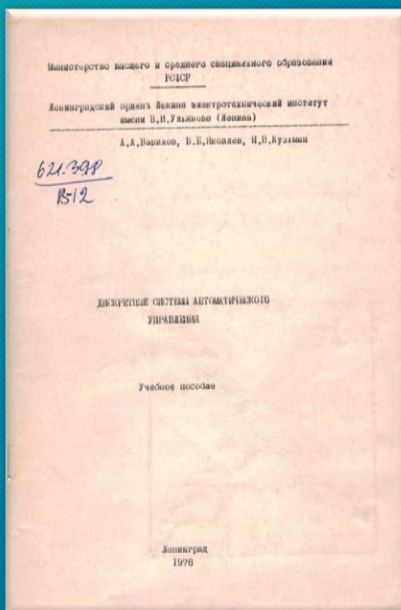 Министерство высшего и среднего специального образования
РСФСР
Ленинградский ордена Ленина электротехнический институт
имени В.И.Ульянова (Ленина)
А.А.Вавилов, В.Б.Яковлев, Н.Н.Кузьмин
621.398
В-12
ДИСКРЕТНЫЕ СИСТЕМЫ АВТОМАТИЧЕСКОГО
УПРАВЛЕНИЯ
Учебное пособие
Ленинград
1976